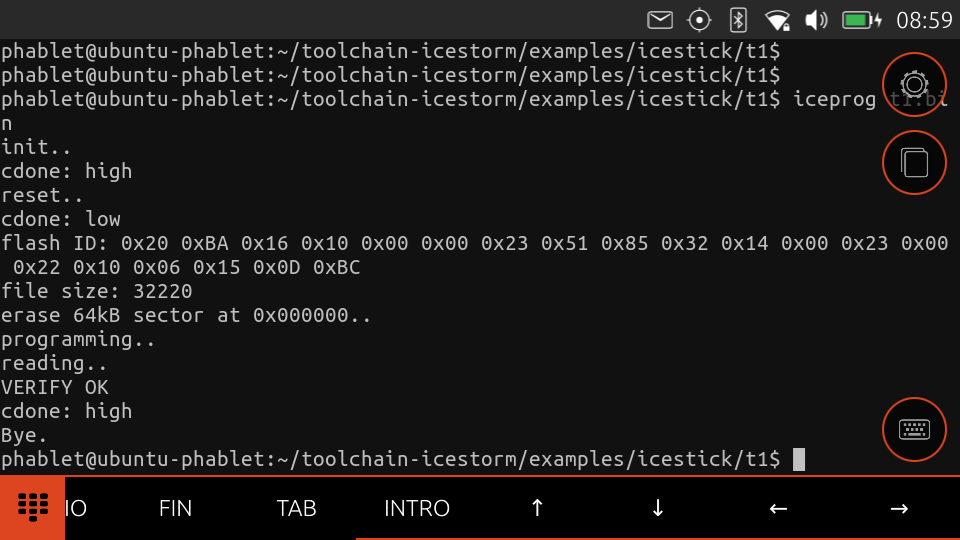 08:59
phablet@ubuntu-phablet:~/toolchain-icestorm/examples/icestick/t1$
phablet@ubuntu-phablet:~/toolchain-icestorm/examples/icestick/t1$
phablet@ubuntu-phablet:~/toolchain-icestorm/examples/icestick/t1$ iceprog t1.bi
n
init..
cdone: high
reset..
cdone: low
flash ID: 0x20 0xBA 0x16 0x10 0x00 0x00 0x23 0x51 0x85 0x32 0x14 0x00 0x23 0x00
0x22 0x10 0x06 0x15 0x0D 0xBC
file size: 32220
erase 64kB sector at 0x000000..
programming..
reading..
VERIFY OK
cdone: high
Bye.
phablet@ubuntu-phablet:~/toolchain-icestorm/examples/icestick/t1$
IO FIN TAB INTRO ↑ ↓ ← →